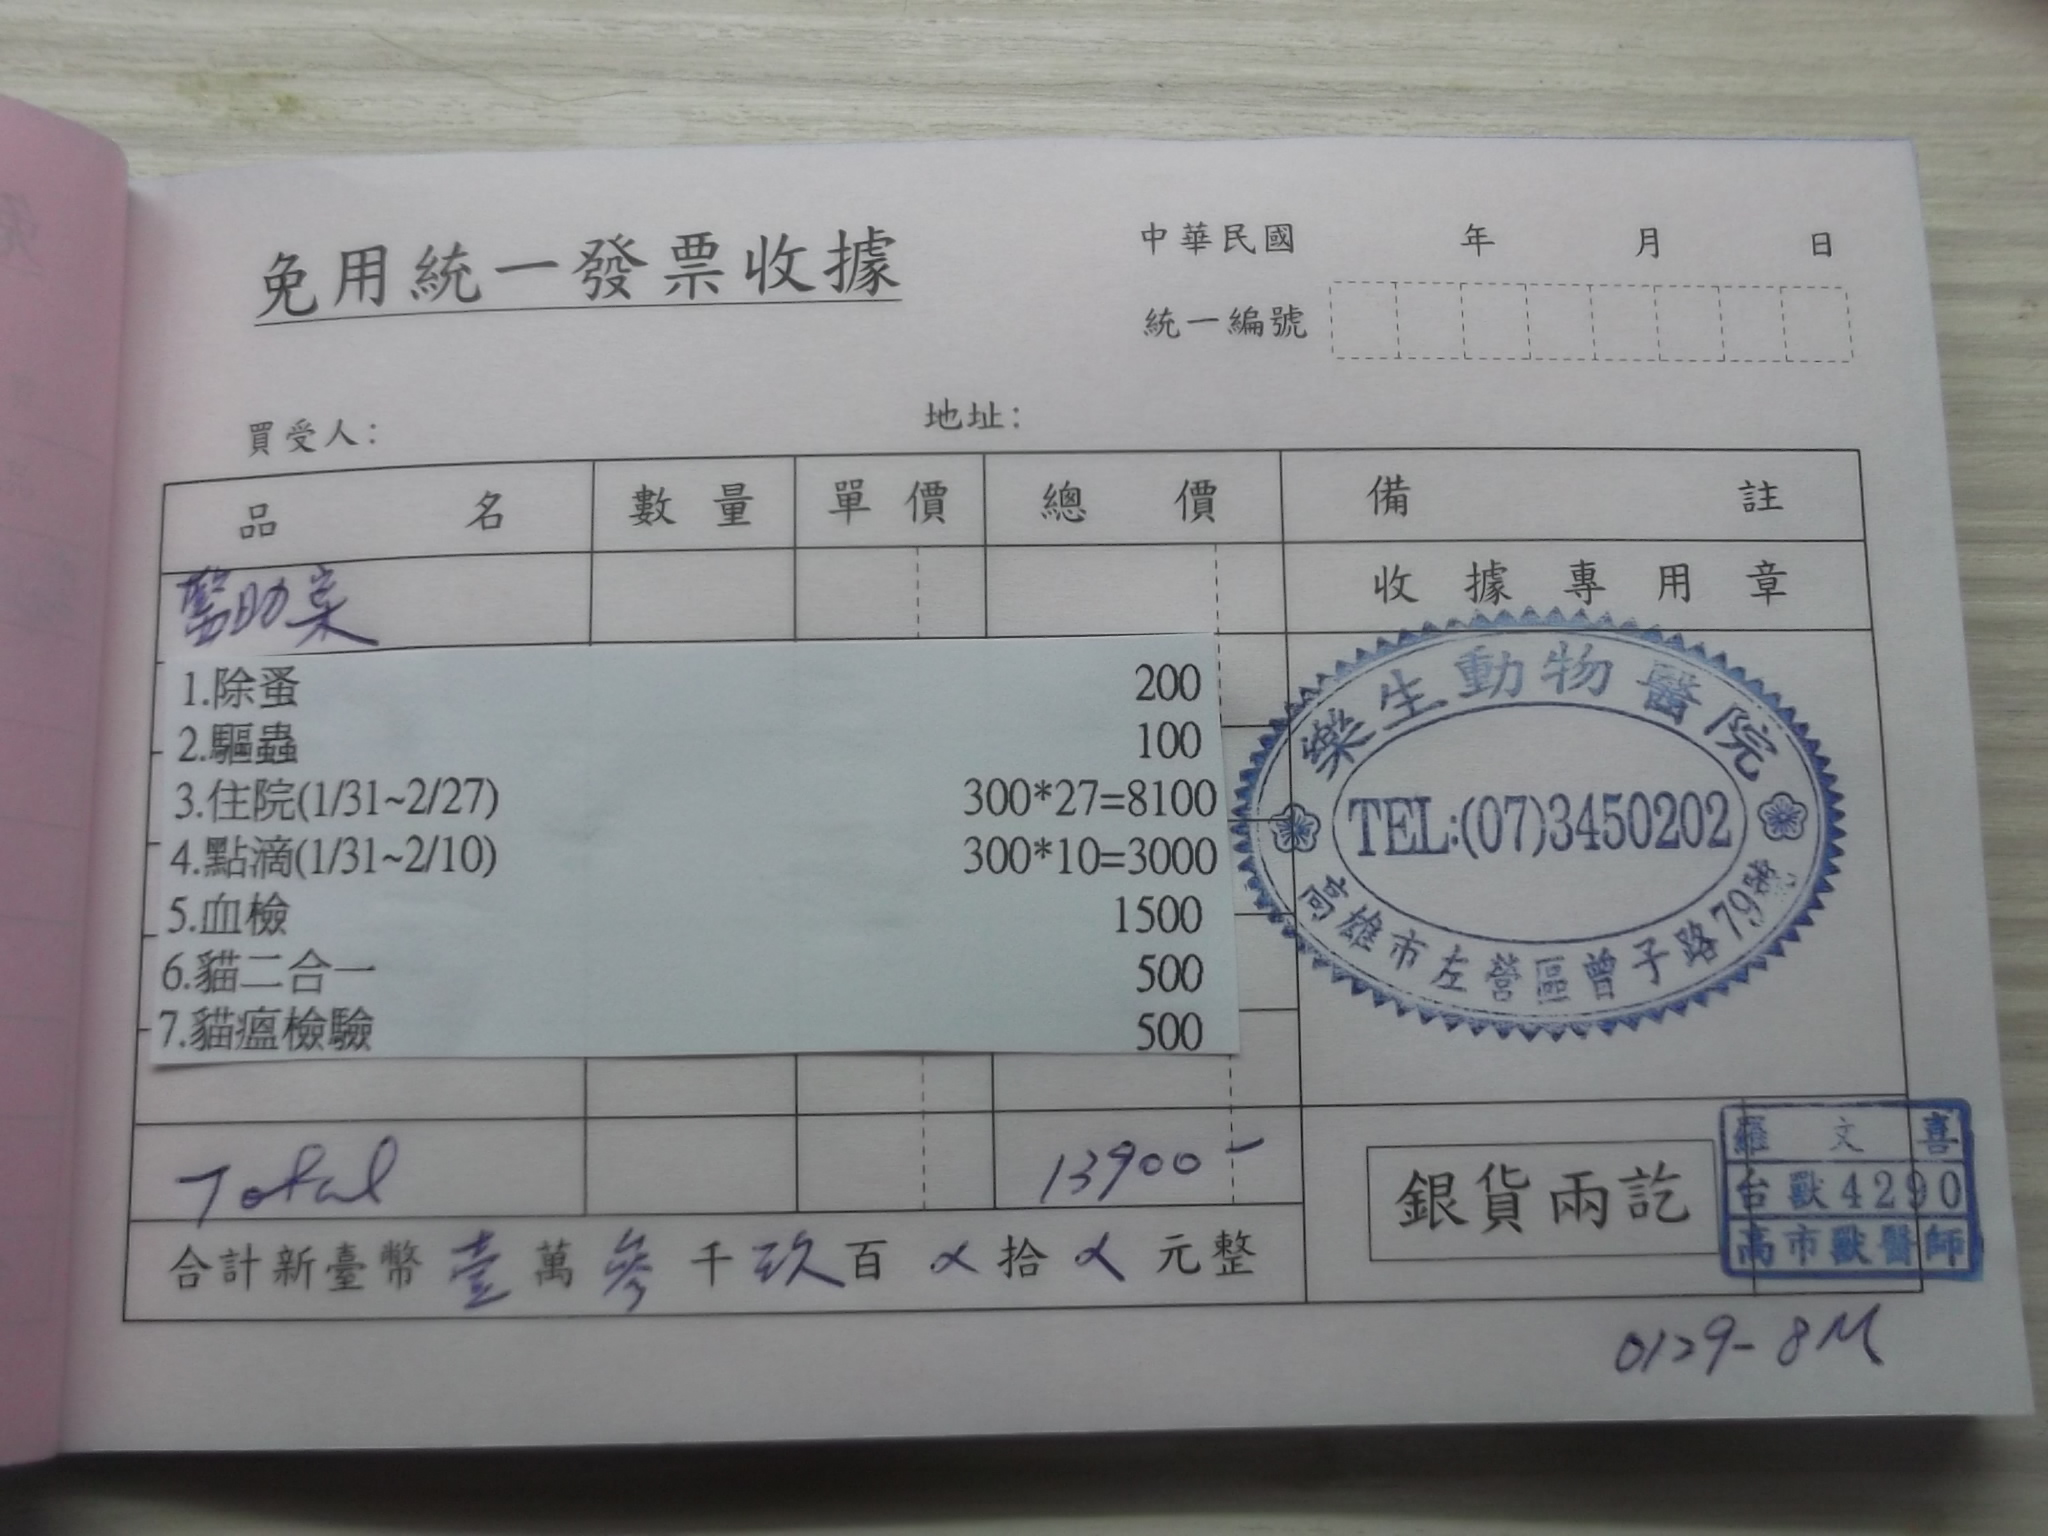 免用統一發票收據
中華民國 年 月 日
統一編號
買受人：
地址：
品名 數量 單價 總價 備註
醫助案
收據專用章
1.除蚤 200
2.驅蟲 100
3.住院(1/31~2/27) 300*27=8100
4.點滴(1/31~2/10) 300*10=3000
5.血檢 1500
6.貓二合一 500
7.貓瘟檢驗 500
樂生動物醫院
TEL:(07)3450202
高雄市左營區曾子路79號
Total 13900-
合計新臺幣 壹 萬 參 千 玖 百 ㄨ 拾 ㄨ 元整
銀貨兩訖
羅文喜
台獸4290
高市獸醫師
0129-8M